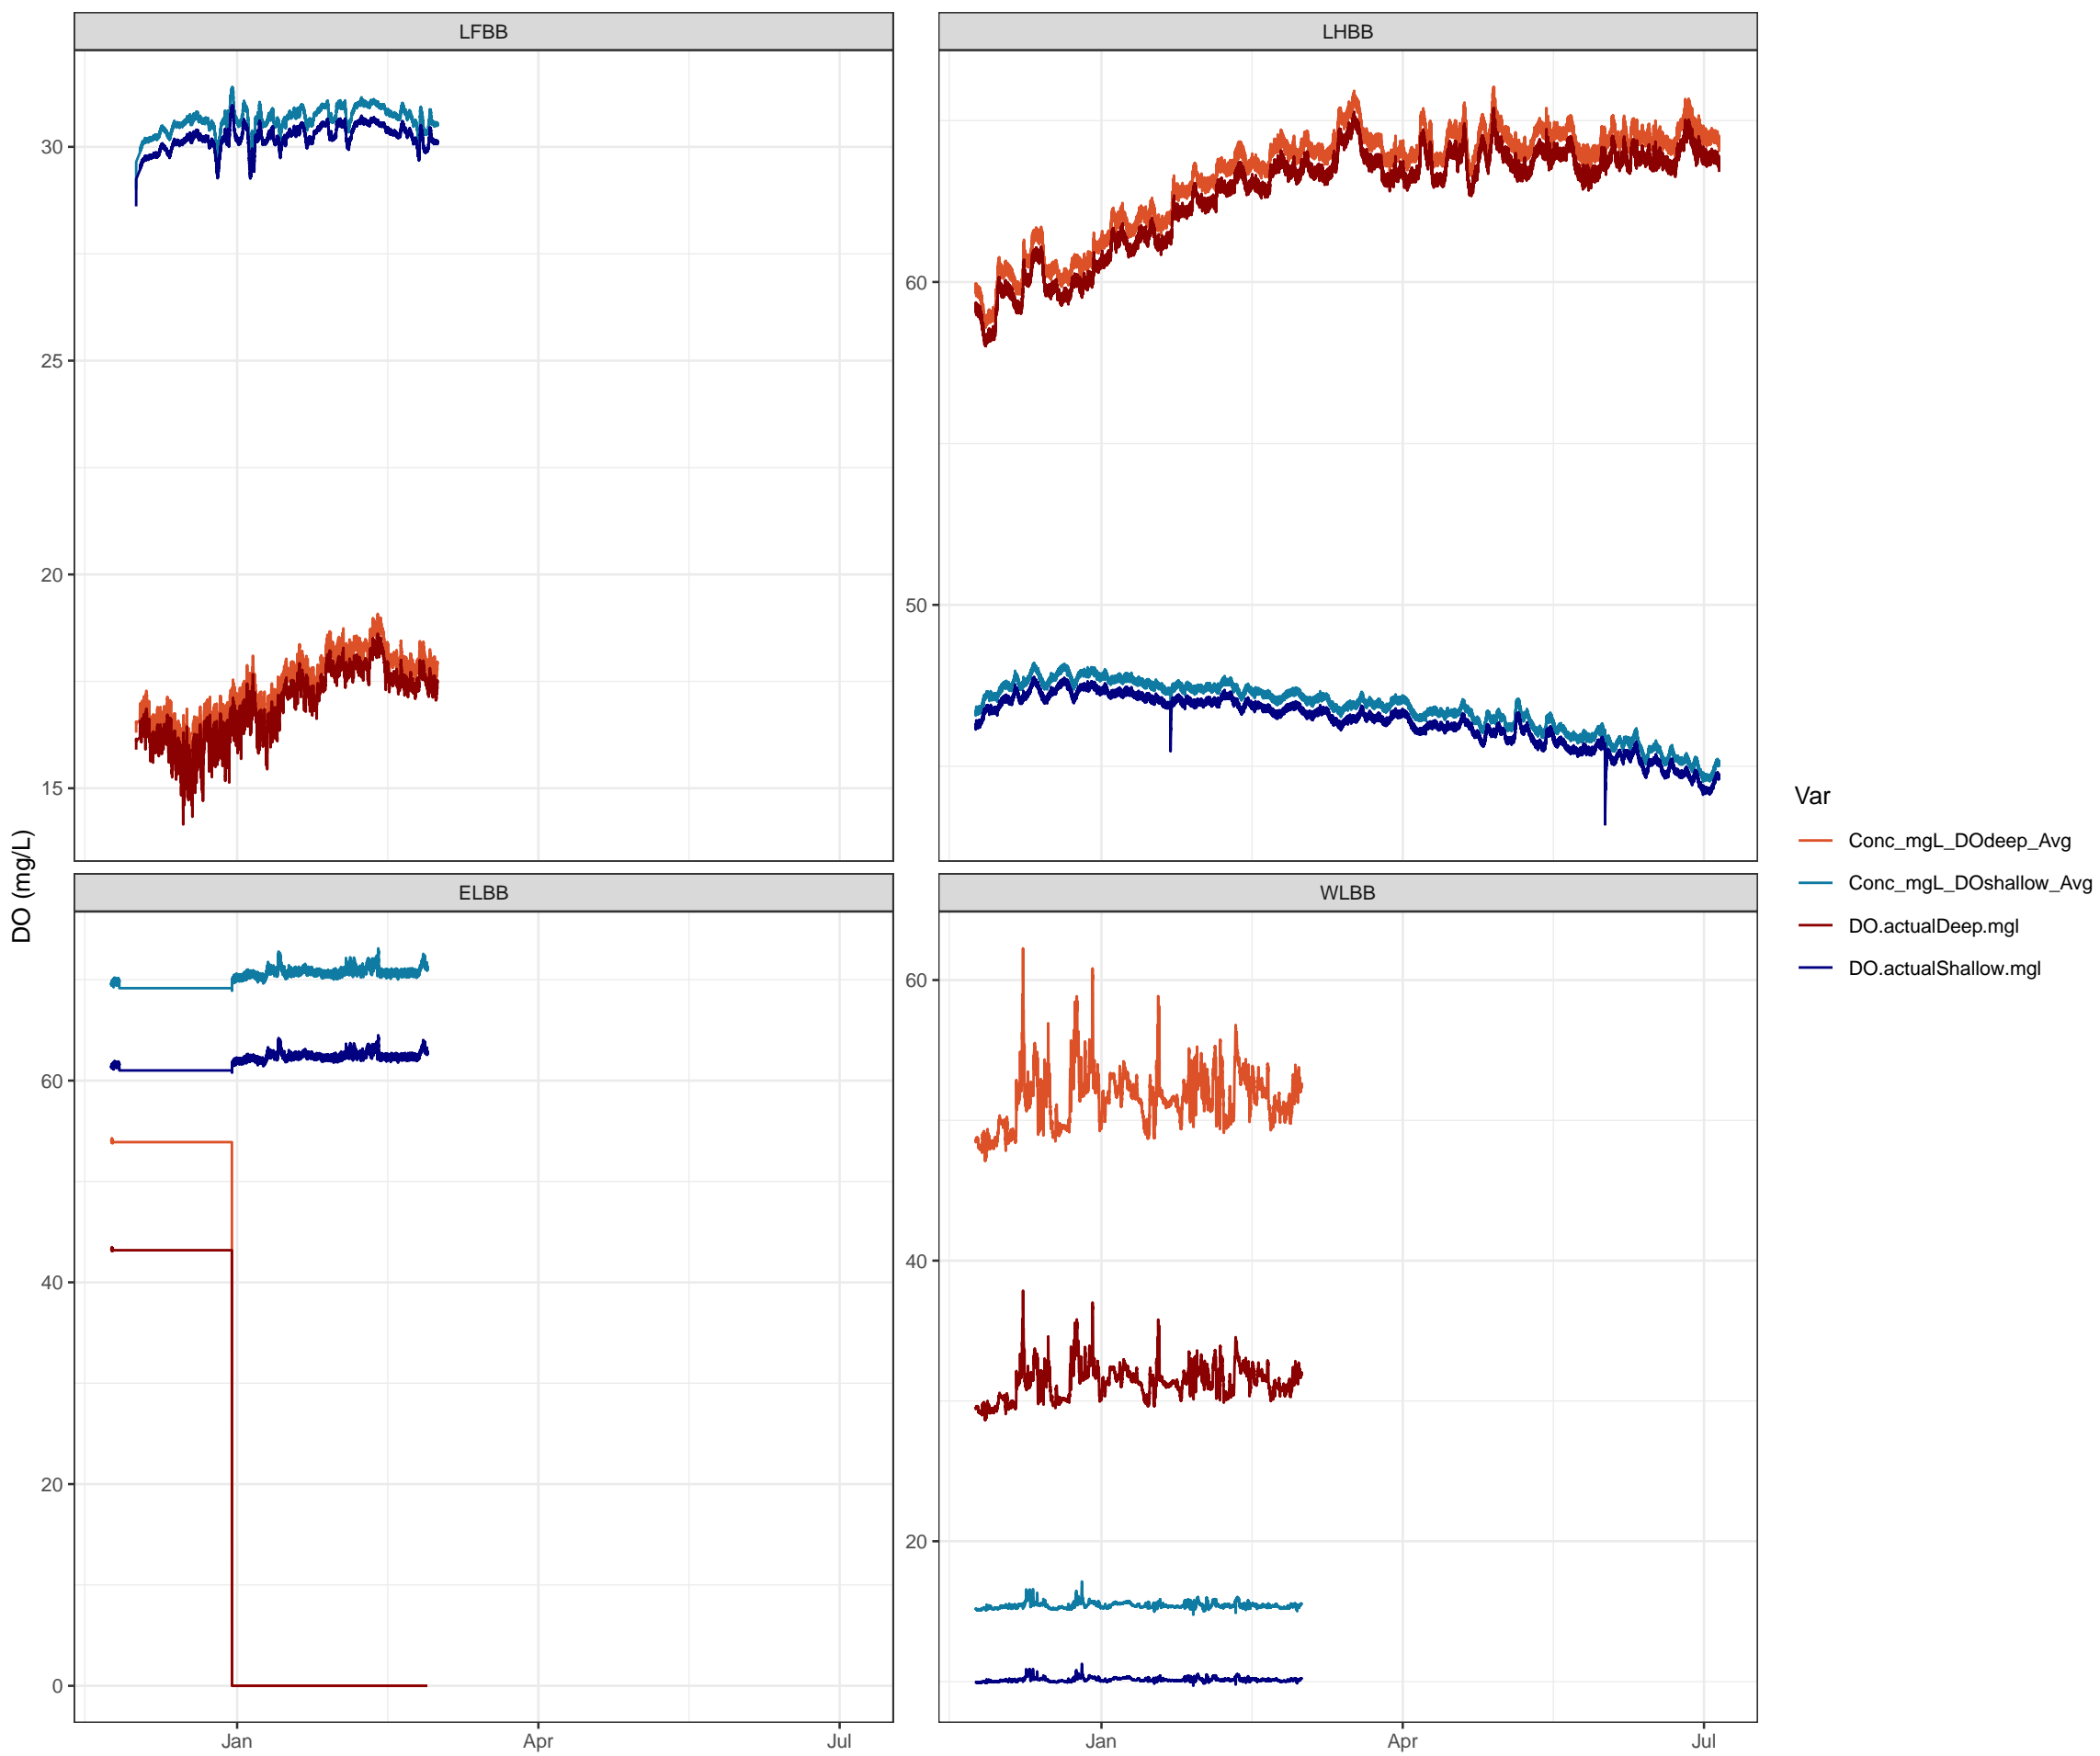 LFBB
LHBB
30
25
20
15
60
50
ELBB
WLBB
60
40
20
0
60
40
20
Jan
Apr
Jul
Jan
Apr
Jul
DO (mg/L)
Var
Conc_mgL_DOdeep_Avg
Conc_mgL_DOshallow_Avg
DO.actualDeep.mgl
DO.actualShallow.mgl